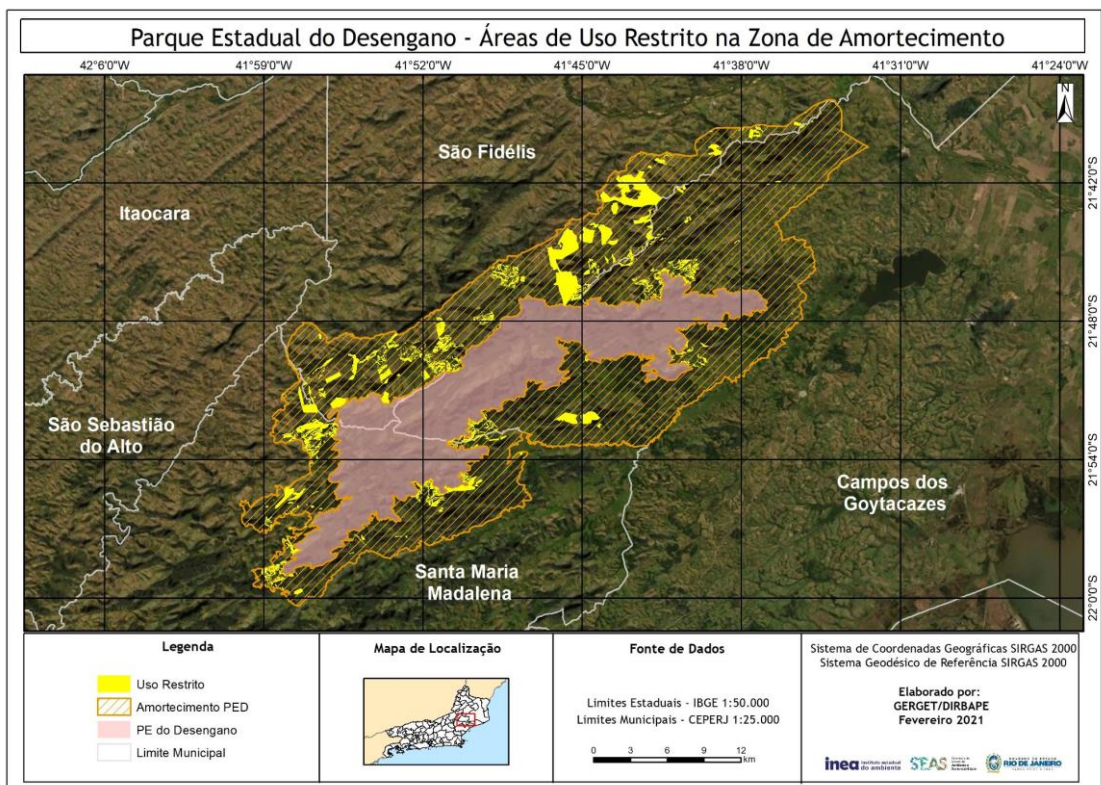 Parque Estadual do Desengano - Áreas de Uso Restrito na Zona de Amortecimento
42°6'0"W 41°59'0"W 41°52'0"W 41°45'0"W 41°38'0"W 41°31'0"W 41°24'0"W
N
São Fidélis
21°42'0"S
Itaocara
21°48'0"S
São Sebastião
do Alto
21°54'0"S
Campos dos
Goytacazes
Santa Maria
Madalena
22°0'0"S
Legenda
Uso Restrito
Amortecimento PED
PE do Desengano
Limite Municipal
Mapa de Localização
Fonte de Dados
Limites Estaduais - IBGE 1:50.000
Limites Municipais - CEPERJ 1:25.000
0 3 6 9 12
km
Sistema de Coordenadas Geográficas SIRGAS 2000
Sistema Geodésico de Referência SIRGAS 2000
Elaborado por:
GERGET/DIRBAPE
Fevereiro 2021
inea instituto estadual
do ambiente
SEAS
RIO DE JANEIRO